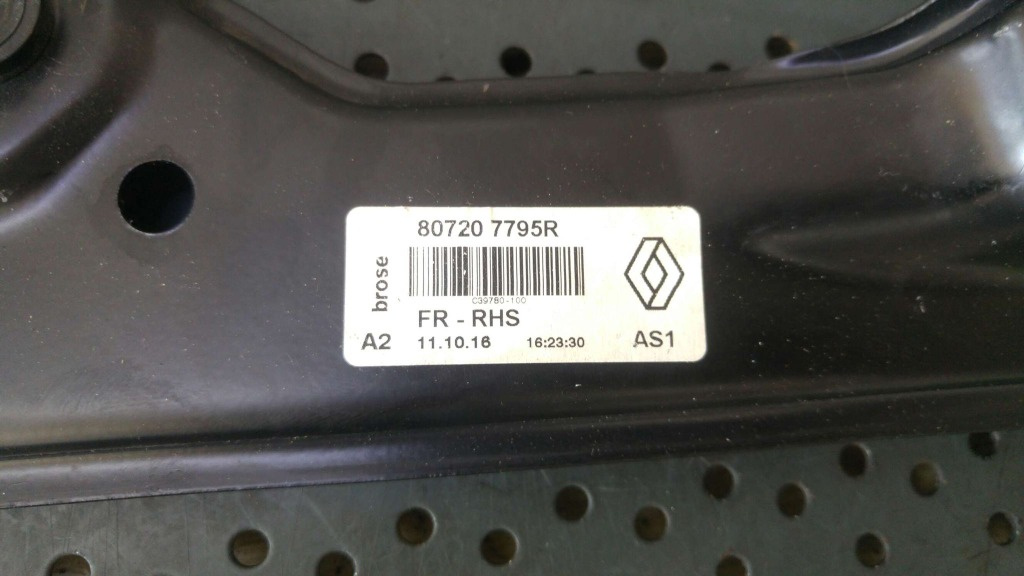 80720 7795R
brose
C39780-100
FR - RHS
A2 11.10.16 16:23:30 AS1